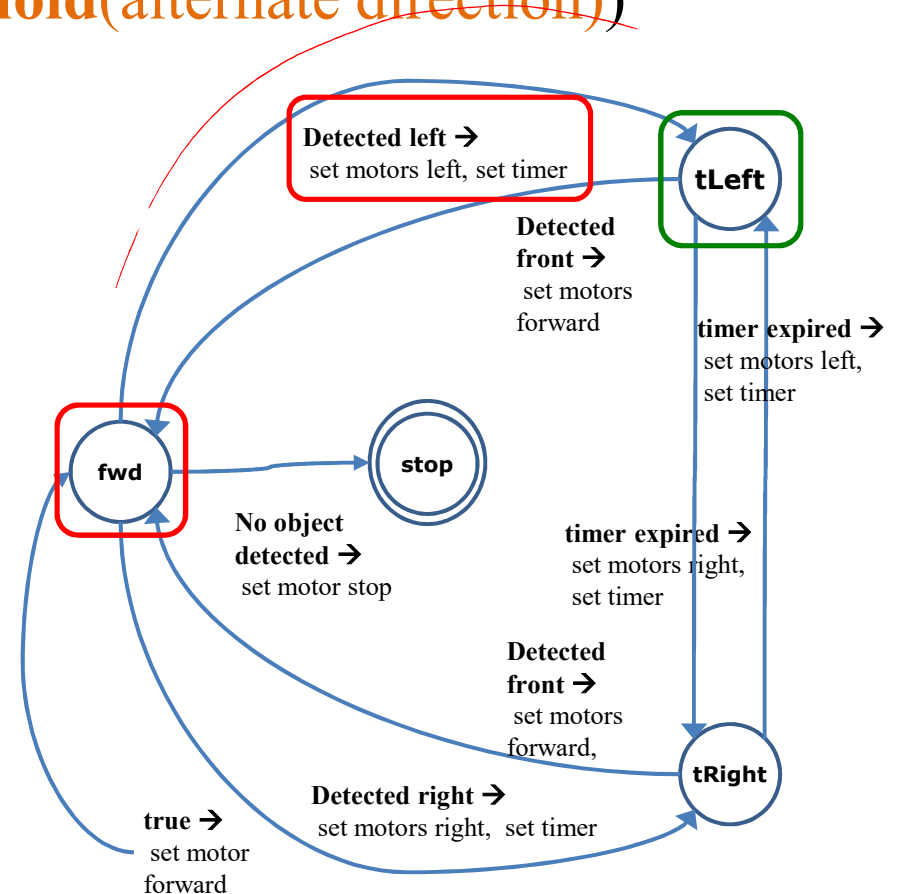 (alternate direction))
Detected left →
set motors left, set timer
tLeft
Detected
front →
set motors
forward
timer expired →
set motors left,
set timer
fwd
stop
No object
detected →
set motor stop
timer expired →
set motors right,
set timer
Detected
front →
set motors
forward,
tRight
Detected right →
set motors right, set timer
true →
set motor
forward